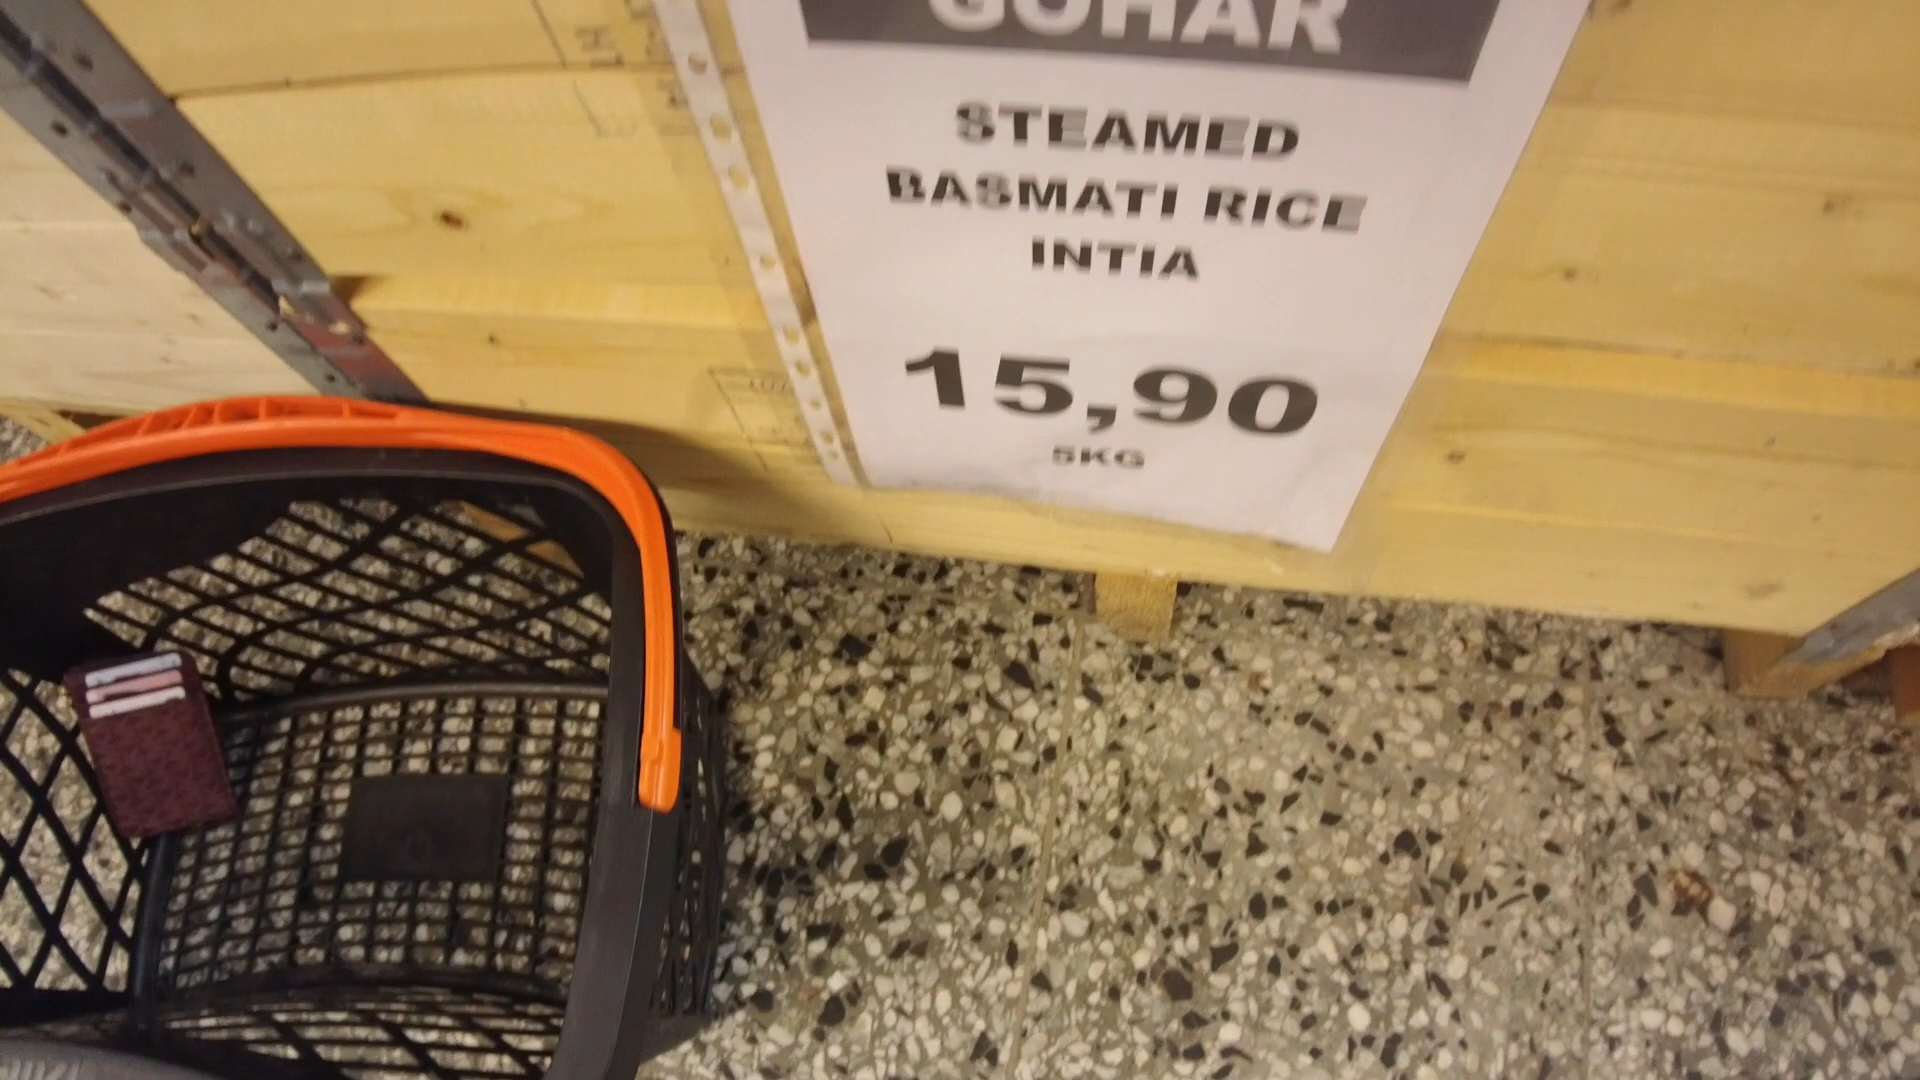 GOHAR
STEAMED
BASMATI RICE
INTIA
15,90
5KG